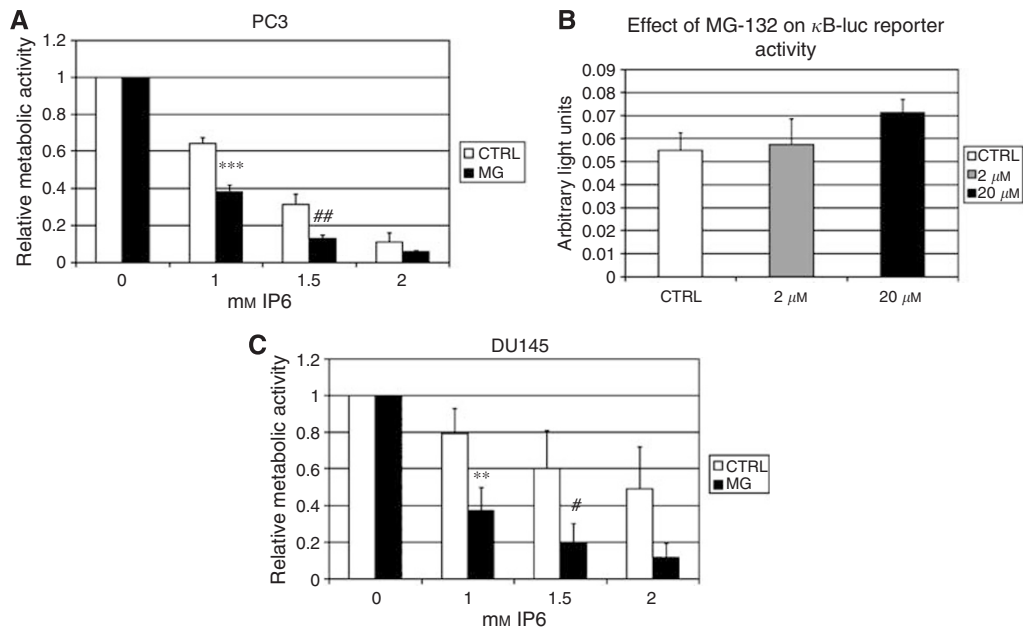 A
PC3
Relative metabolic activity
1.2
1
0.8
0.6
0.4
0.2
0
***
##
0
1
1.5
2
mM IP6
CTRL
MG
B
Effect of MG-132 on κB-luc reporter
activity
Arbitrary light units
0.09
0.08
0.07
0.06
0.05
0.04
0.03
0.02
0.01
0
CTRL
2 μM
20 μM
CTRL
2 μM
20 μM
C
DU145
Relative metabolic activity
1.2
1
0.8
0.6
0.4
0.2
0
**
#
0
1
1.5
2
mM IP6
CTRL
MG